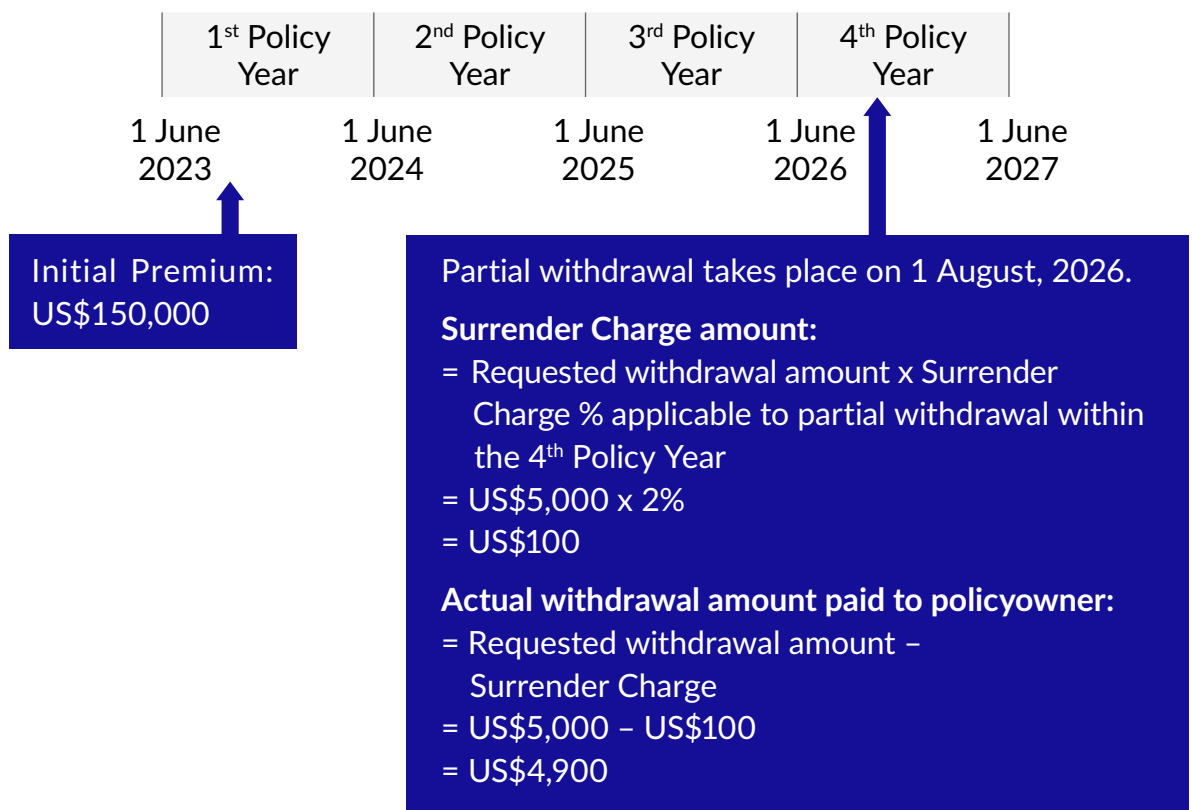 1st Policy Year
2nd Policy Year
3rd Policy Year
4th Policy Year
1 June 2023
1 June 2024
1 June 2025
1 June 2026
1 June 2027
Initial Premium:
US$150,000
Partial withdrawal takes place on 1 August, 2026.
Surrender Charge amount:
= Requested withdrawal amount x Surrender
Charge % applicable to partial withdrawal within
the 4th Policy Year
= US$5,000 x 2%
= US$100
Actual withdrawal amount paid to policyowner:
= Requested withdrawal amount –
Surrender Charge
= US$5,000 – US$100
= US$4,900